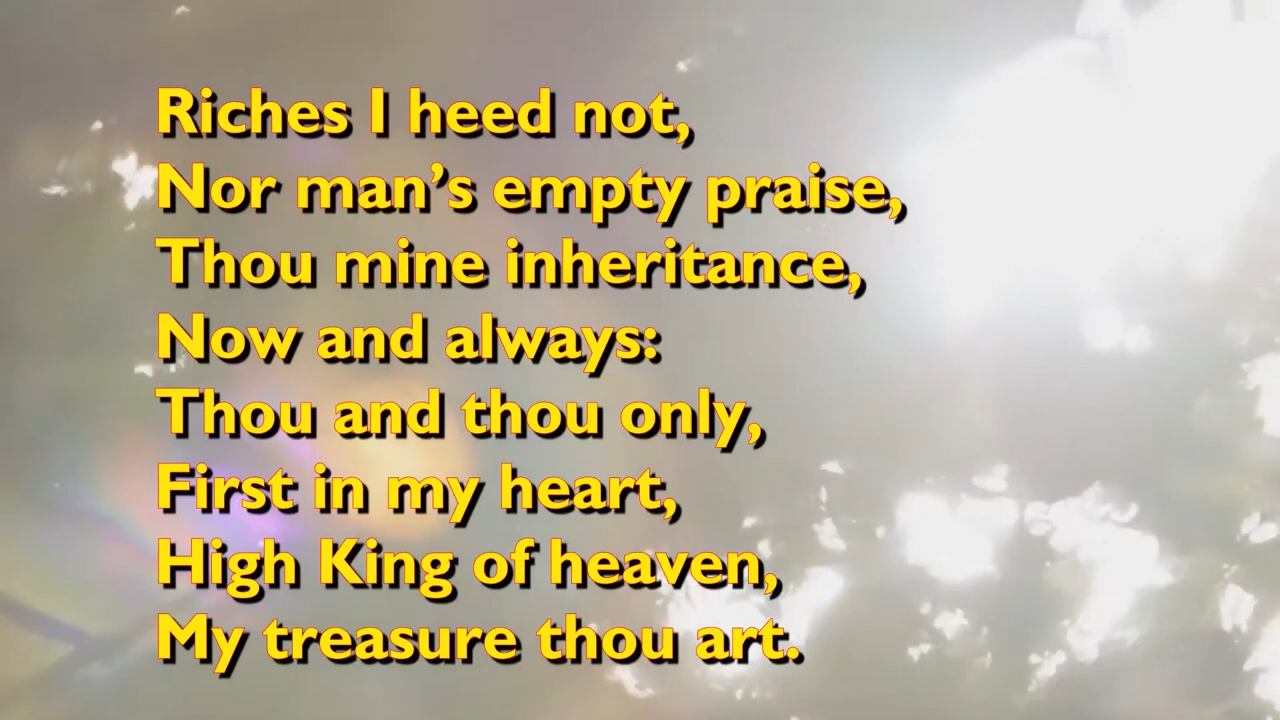 Riches I heed not,
Nor man’s empty praise,
Thou mine inheritance,
Now and always:
Thou and thou only,
First in my heart,
High King of heaven,
My treasure thou art.